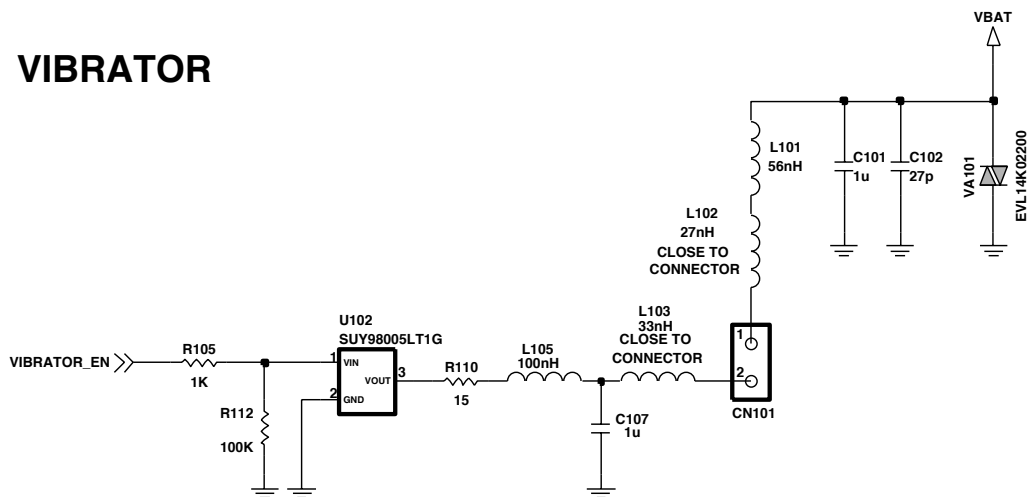 VIBRATOR
VBAT
L101
56nH
C101
1u
C102
27p
VA101
EVL14K02200
L102
27nH
CLOSE TO
CONNECTOR
L103
33nH
CLOSE TO
CONNECTOR
U102
SUY98005LT1G
VIBRATOR_EN
R105
1K
R112
100K
1
VIN
VOUT
3
2
GND
R110
15
L105
100nH
C107
1u
1
2
CN101